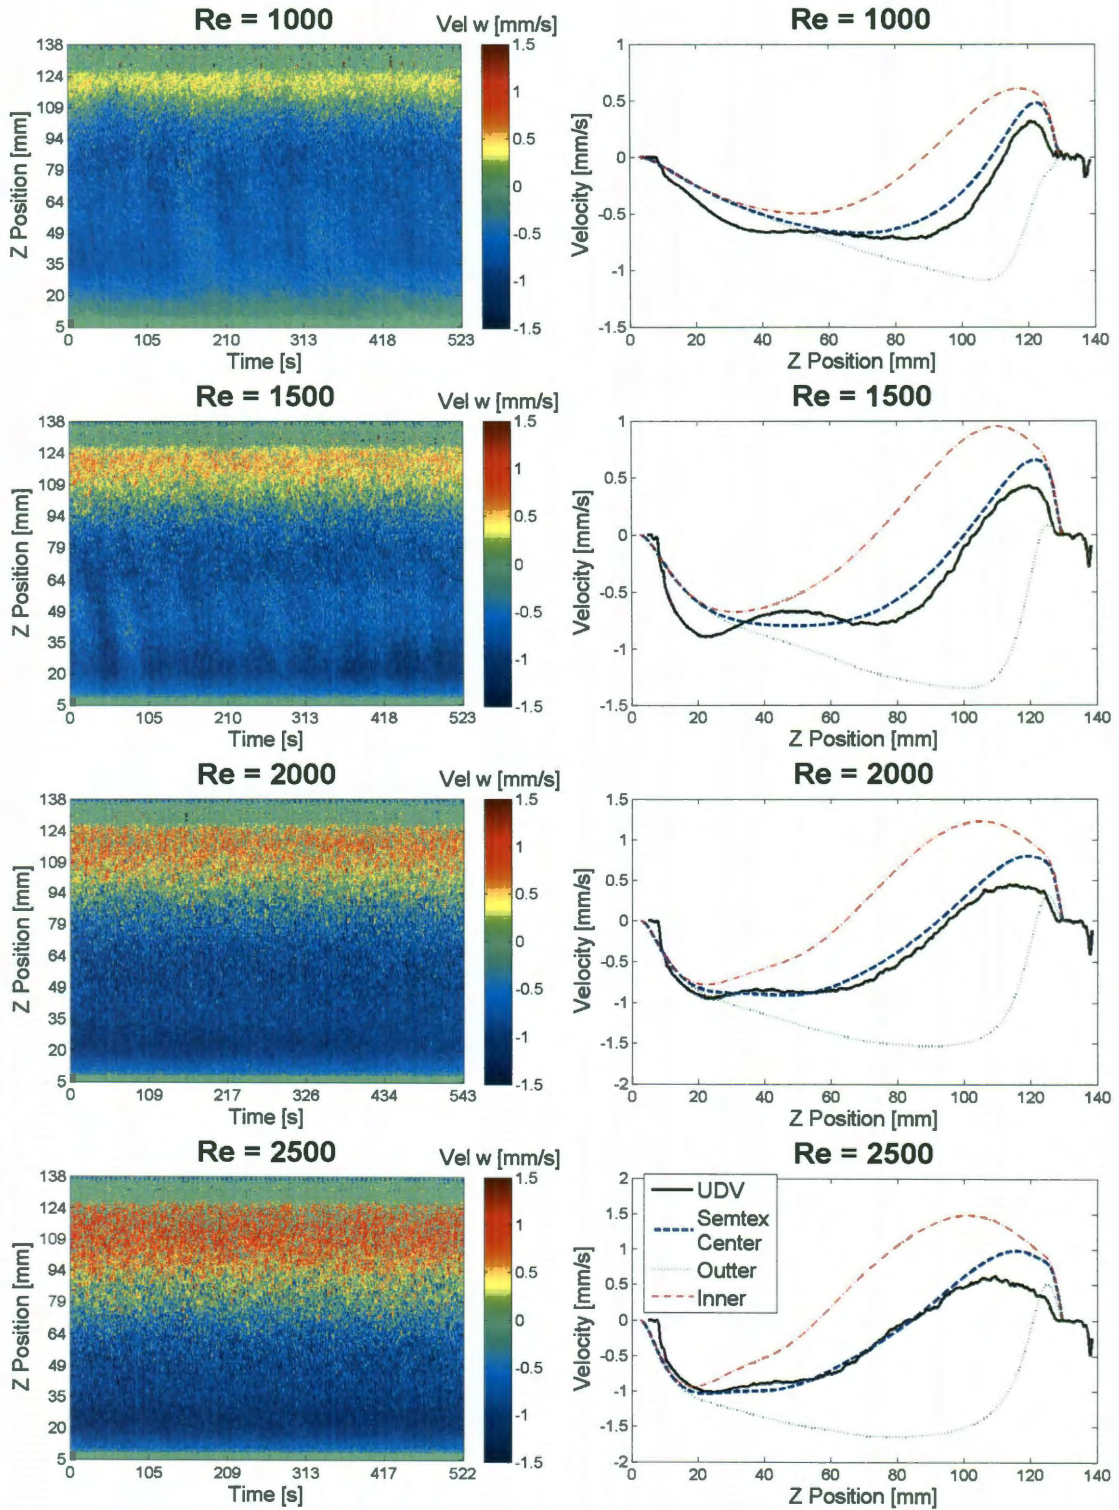 Re = 1000
Vel w [mm/s]
138
124
109
94
79
64
49
35
20
5
Z Position [mm]
0 105 210 313 418 523
Time [s]
1.5
1
0.5
0
-0.5
-1
-1.5
Re = 1000
1
0.5
0
-0.5
-1
-1.5
Velocity [mm/s]
0 20 40 60 80 100 120 140
Z Position [mm]
Re = 1500
Vel w [mm/s]
138
124
109
94
79
64
49
35
20
5
Z Position [mm]
0 105 210 313 418 523
Time [s]
1.5
1
0.5
0
-0.5
-1
-1.5
Re = 1500
1
0.5
0
-0.5
-1
-1.5
Velocity [mm/s]
0 20 40 60 80 100 120 140
Z Position [mm]
Re = 2000
Vel w [mm/s]
138
124
109
94
79
64
49
35
20
5
Z Position [mm]
0 109 217 326 434 543
Time [s]
1.5
1
0.5
0
-0.5
-1
-1.5
Re = 2000
1.5
1
0.5
0
-0.5
-1
-1.5
-2
Velocity [mm/s]
0 20 40 60 80 100 120 140
Z Position [mm]
Re = 2500
Vel w [mm/s]
138
124
109
94
79
64
49
35
20
5
Z Position [mm]
0 105 209 313 417 522
Time [s]
1.5
1
0.5
0
-0.5
-1
-1.5
Re = 2500
2
1.5
1
0.5
0
-0.5
-1
-1.5
-2
Velocity [mm/s]
UDV
Semtex
Center
Outter
Inner
0 20 40 60 80 100 120 140
Z Position [mm]